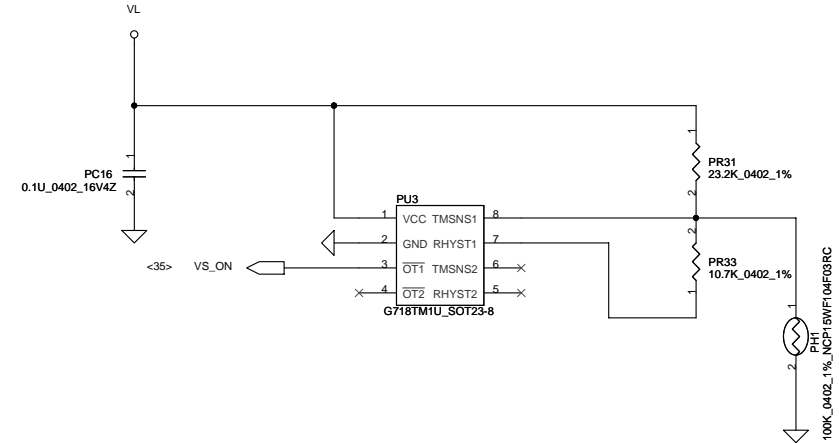 VL
1
PC16
0.1U_0402_16V4Z
2
1
PR31
23.2K_0402_1%
2
PU3
1 VCC TMSNS1 8
2 GND RHYST1 7
<35> VS_ON 3 OT1 TMSNS2 6
4 OT2 RHYST2 5
G718TM1U_SOT23-8
2
PR33
10.7K_0402_1%
1
1
PH1
100K_0402_1%_NCP15WF104F03RC
2